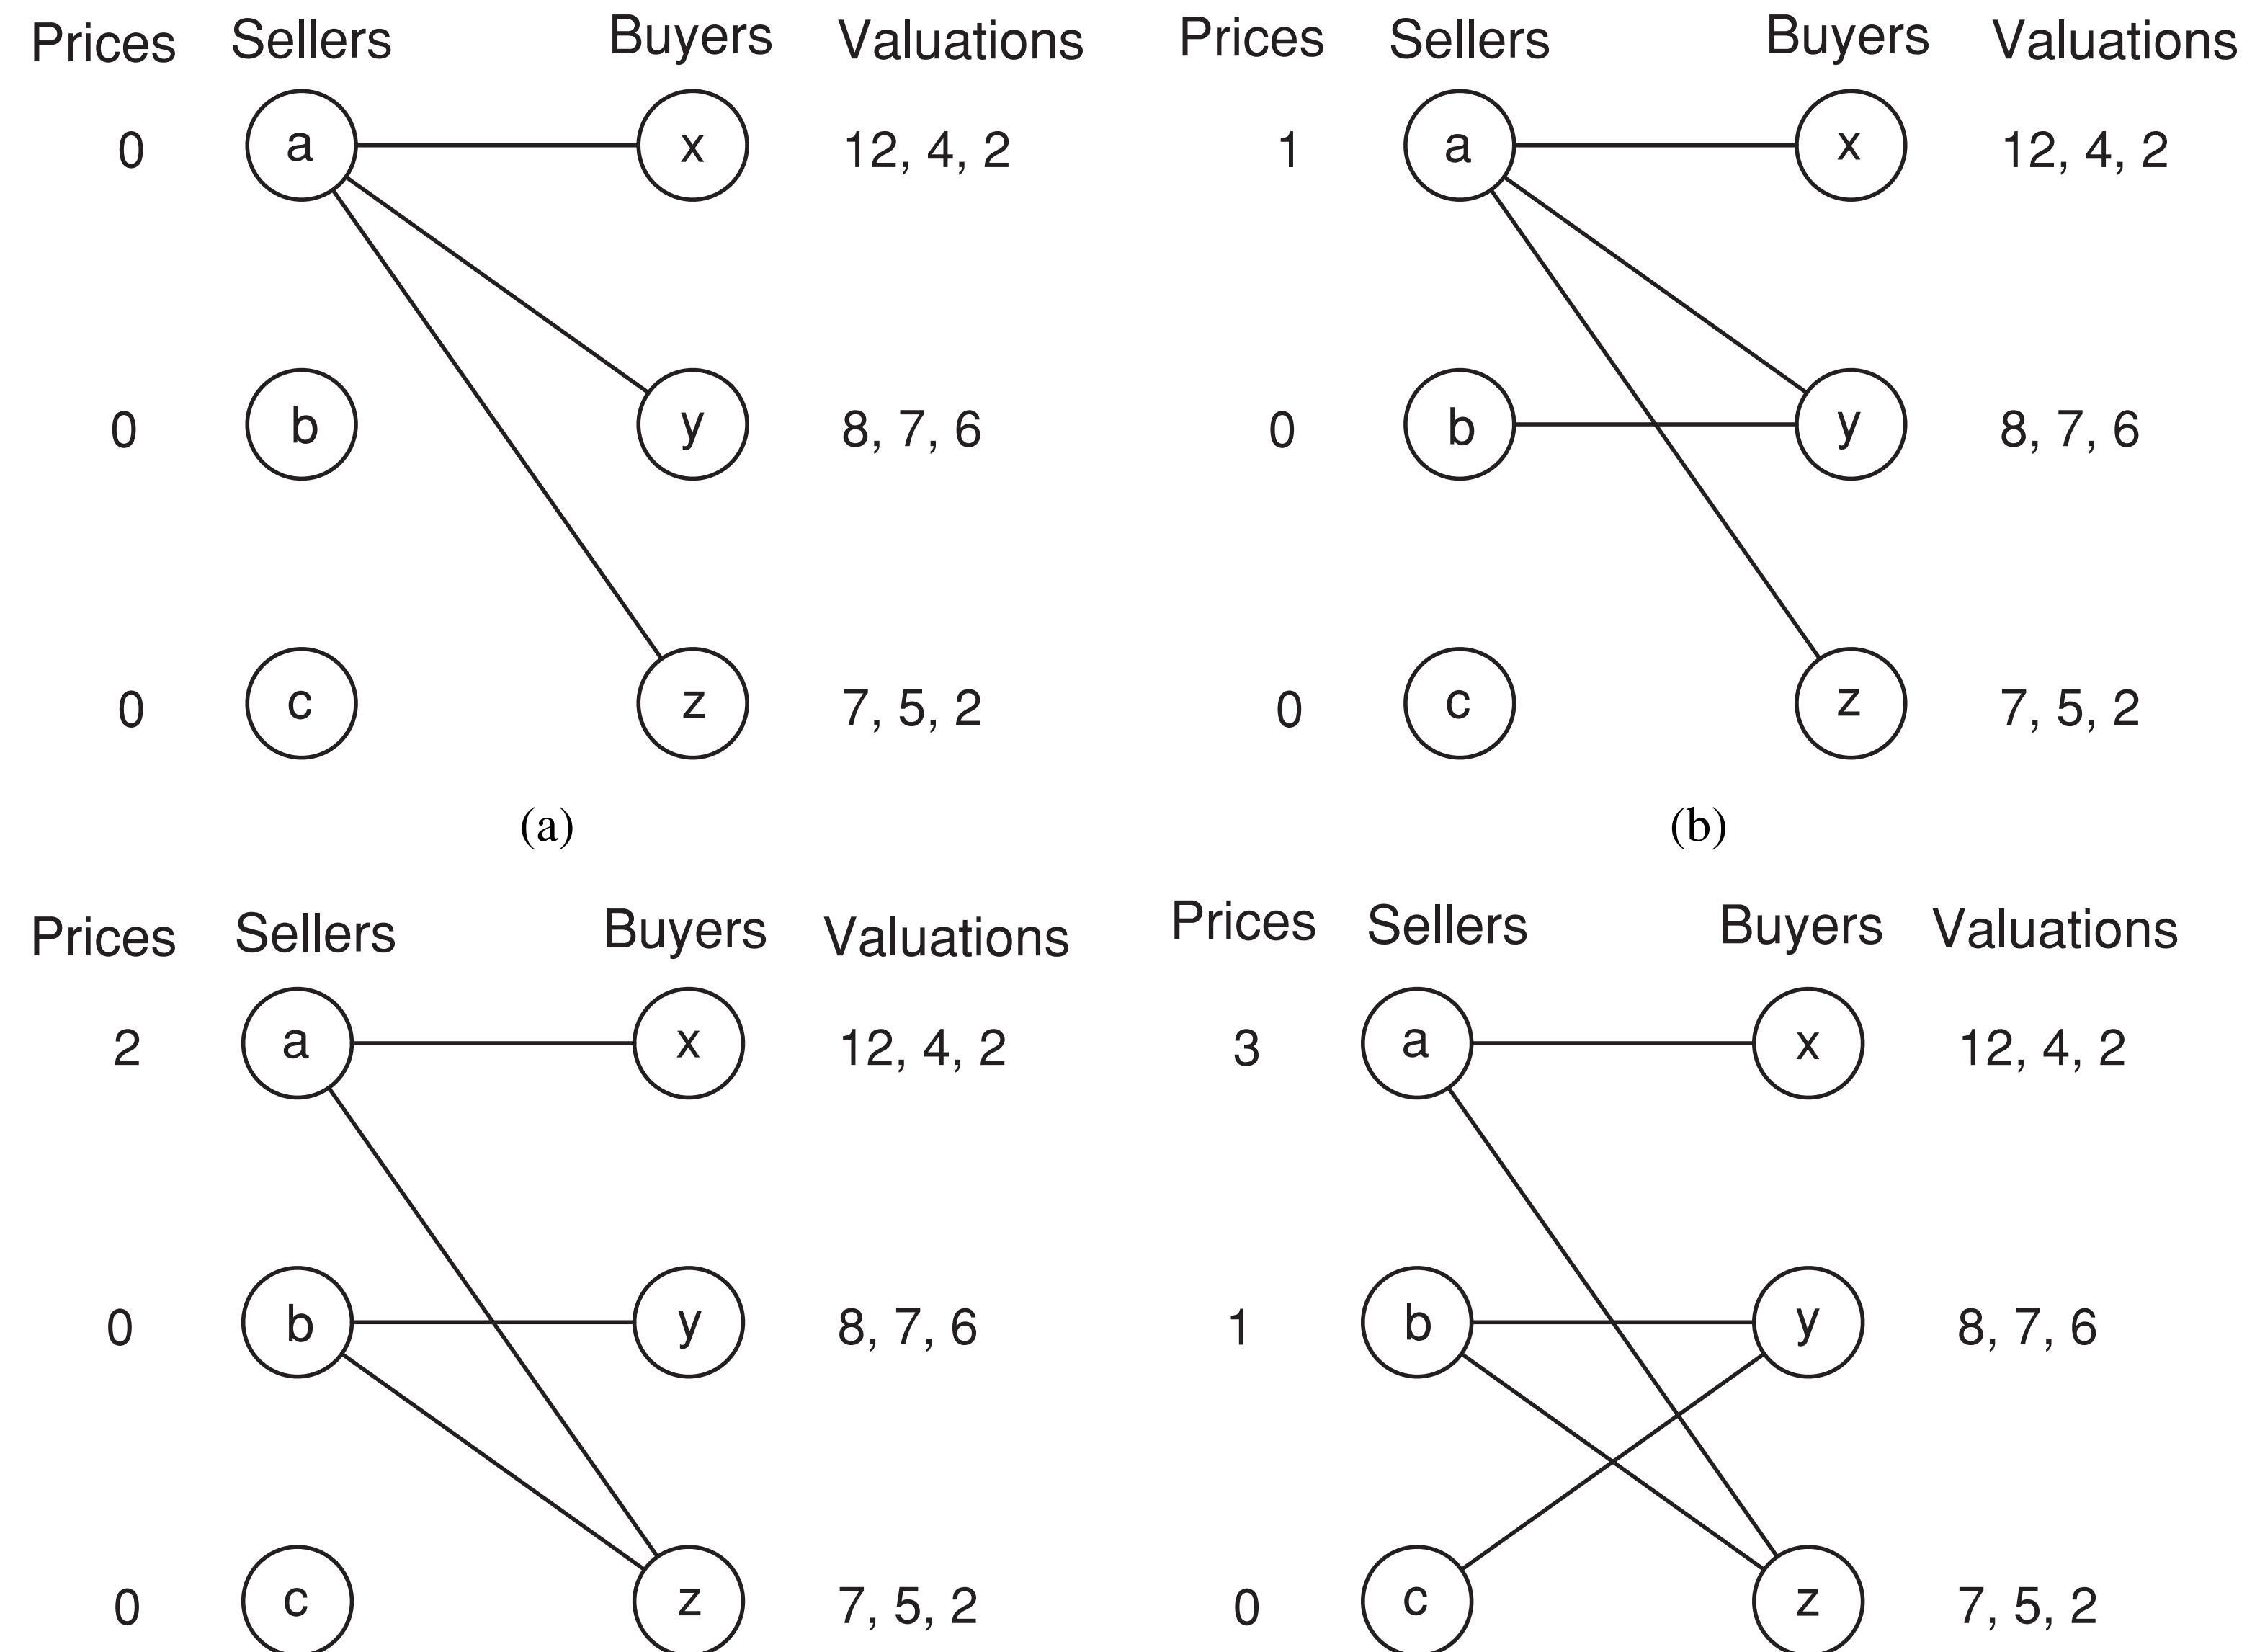 Prices Sellers Buyers Valuations
0 a x 12, 4, 2
0 b y 8, 7, 6
0 c z 7, 5, 2
(a)
Prices Sellers Buyers Valuations
1 a x 12, 4, 2
0 b y 8, 7, 6
0 c z 7, 5, 2
(b)
Prices Sellers Buyers Valuations
2 a x 12, 4, 2
0 b y 8, 7, 6
0 c z 7, 5, 2
Prices Sellers Buyers Valuations
3 a x 12, 4, 2
1 b y 8, 7, 6
0 c z 7, 5, 2